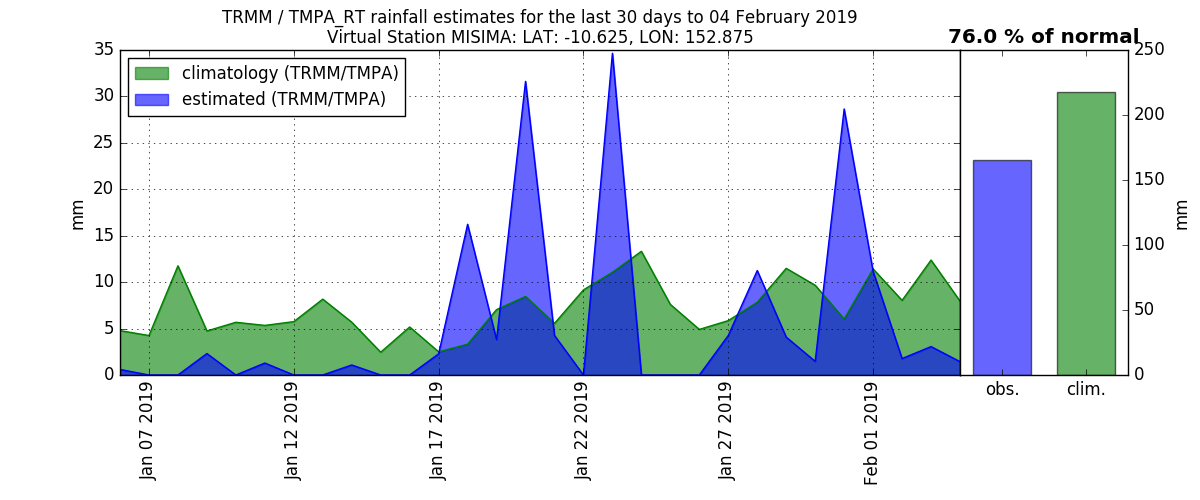 TRMM / TMPA_RT rainfall estimates for the last 30 days to 04 February 2019
Virtual Station MISIMA: LAT: -10.625, LON: 152.875
76.0 % of normal
climatology (TRMM/TMPA)
estimated (TRMM/TMPA)
35
30
25
20
15
10
5
0
mm
Jan 07 2019
Jan 12 2019
Jan 17 2019
Jan 22 2019
Jan 27 2019
Feb 01 2019
obs.
clim.
250
200
150
100
50
0
mm